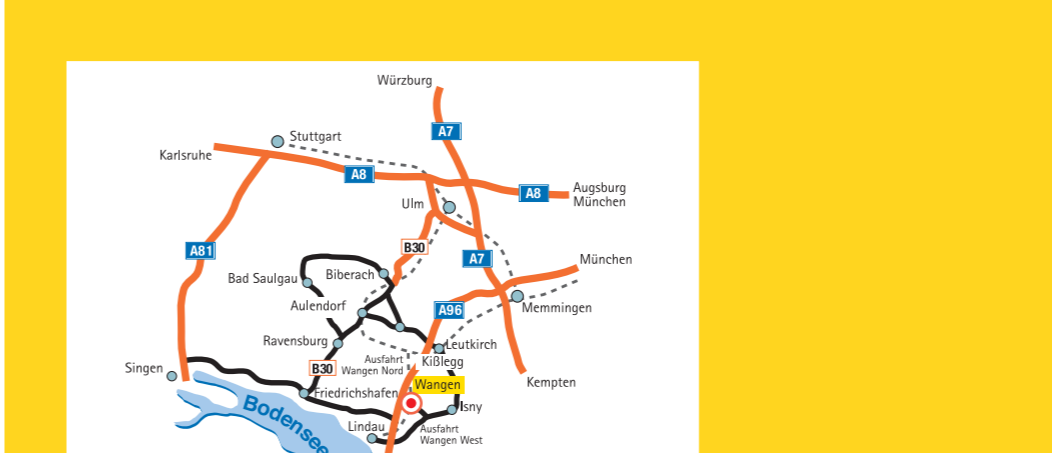 Würzburg
A7
Stuttgart
Karlsruhe
A8
A8
Augsburg
München
Ulm
A81
B30
A7
München
Biberach
Bad Saulgau
Aulendorf
A96
Memmingen
Ravensburg
Leutkirch
Ausfahrt
Wangen Nord
Kißlegg
Singen
B30
Wangen
Kempten
Friedrichshafen
Isny
Bodensee
Lindau
Ausfahrt
Wangen West